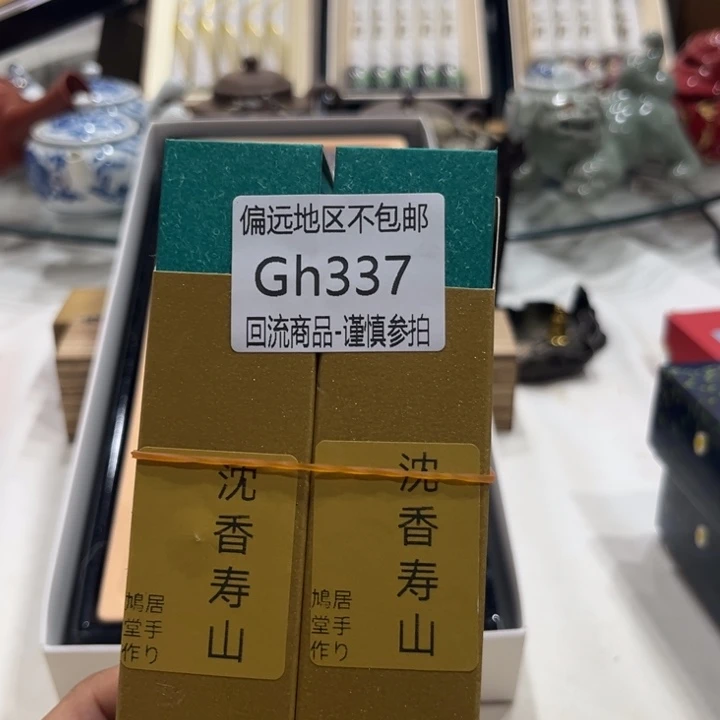 偏远地区不包邮
Gh337
回流商品-谨慎参拍
沈香寿山
鳩居堂手作り
沈香寿山
鳩居堂手作り